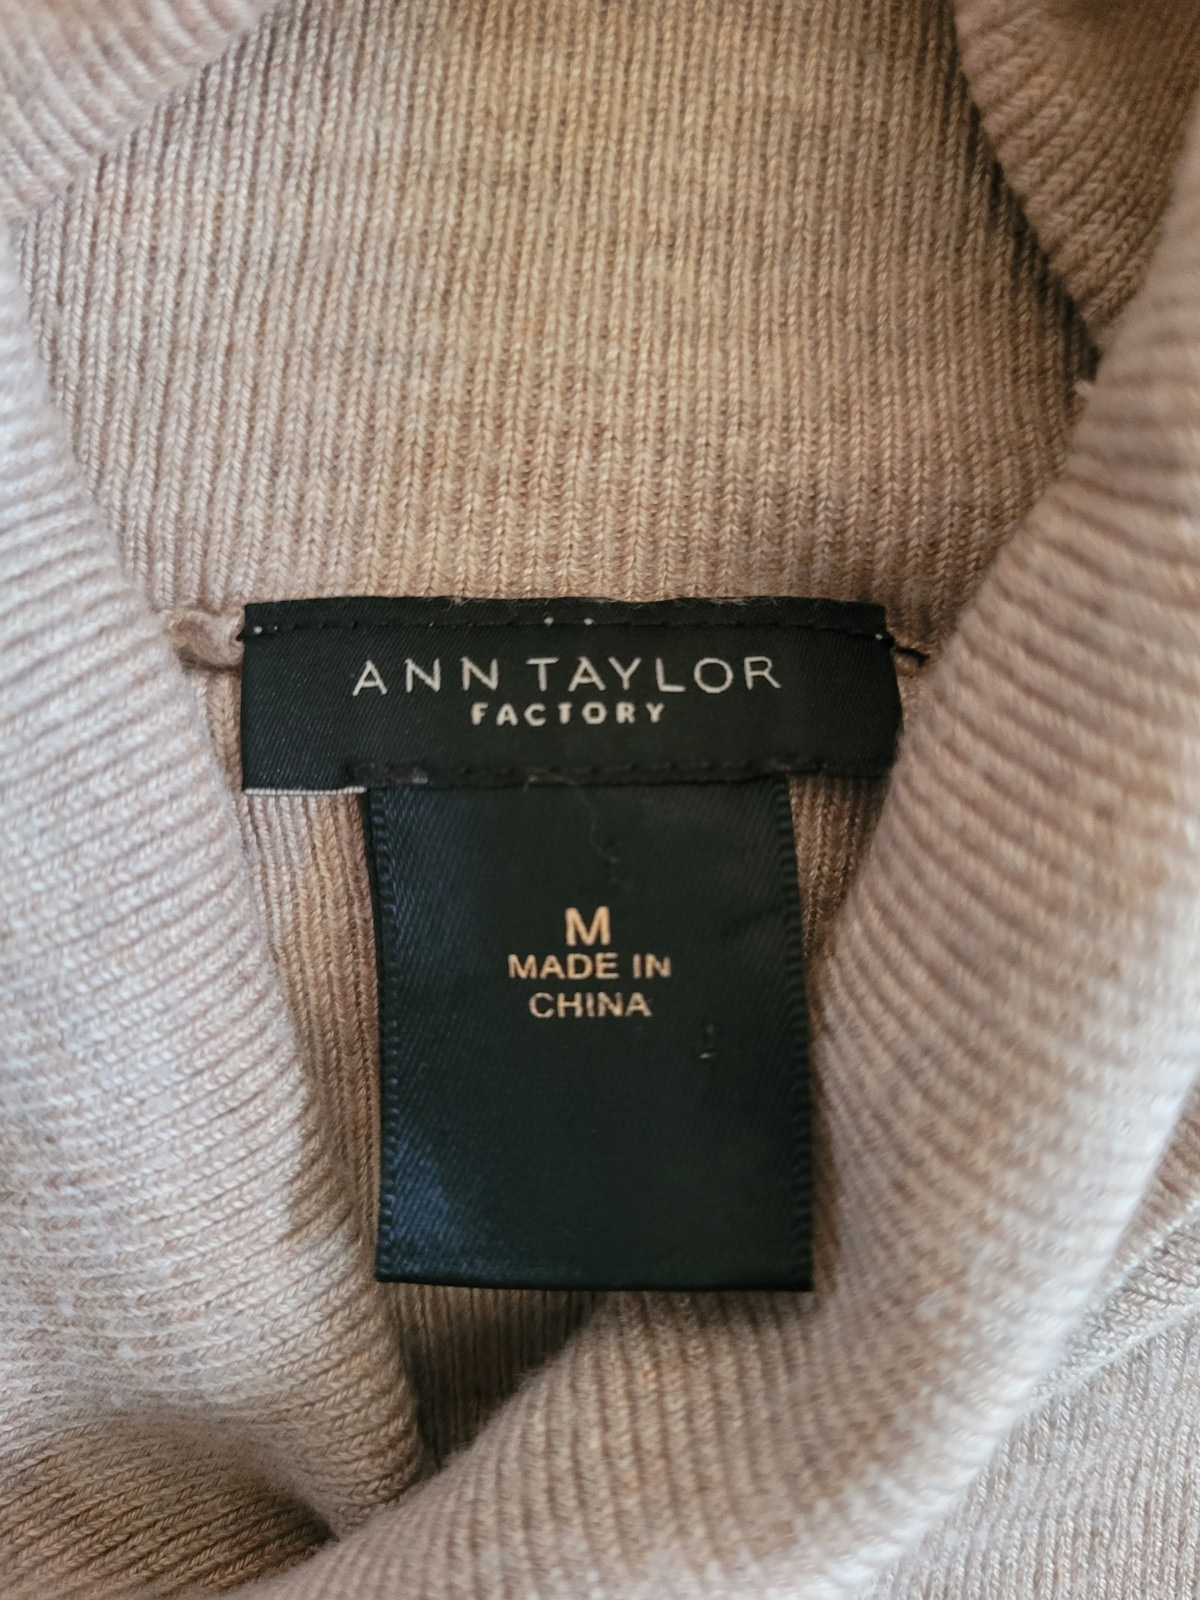 ANN TAYLOR
FACTORY
M
MADE IN
CHINA